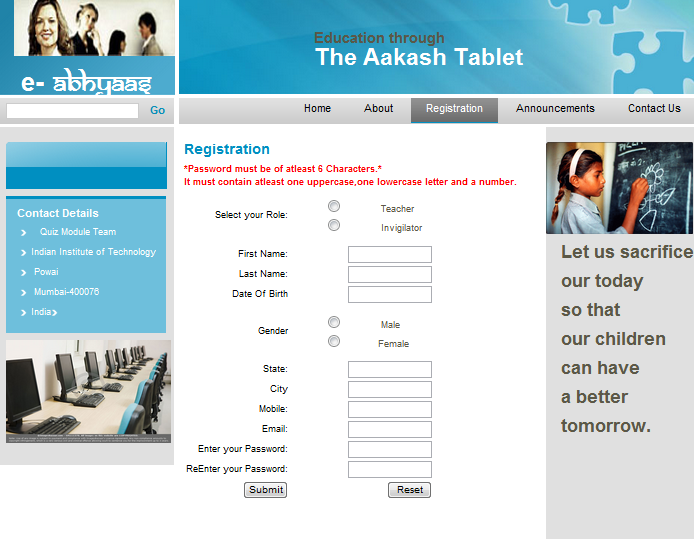 Education through
The Aakash Tablet
e- abhyaas
Go
Home About Registration Announcements Contact Us
Registration
*Password must be of atleast 6 Characters.*
It must contain atleast one uppercase,one lowercase letter and a number.
Contact Details
Quiz Module Team
Indian Institute of Technology
Powai
Mumbai-400076
India
Select your Role:
Teacher
Invigilator
First Name:
Last Name:
Date Of Birth
Gender
Male
Female
State:
City
Mobile:
Email:
Enter your Password:
ReEnter your Password:
Submit Reset
Let us sacrifice
our today
so that
our children
can have
a better
tomorrow.